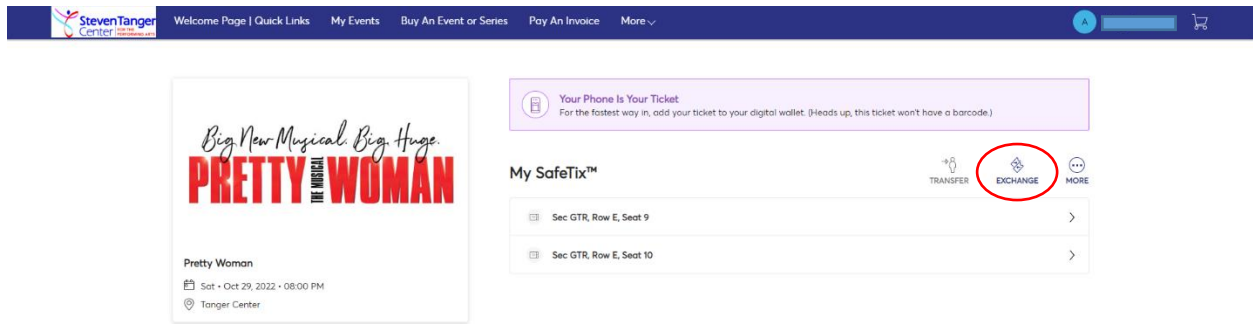 StevenTanger
Center FOR THE PERFORMING ARTS
Welcome Page | Quick Links My Events Buy An Event or Series Pay An Invoice More
A
Your Phone Is Your Ticket
For the fastest way in, add your ticket to your digital wallet. (Heads up, this ticket won't have a barcode.)
Big New Musical. Big. Huge.
PRETTY THE MUSICAL WOMAN
My SafeTix™
TRANSFER EXCHANGE MORE
Sec GTR, Row E, Seat 9
Sec GTR, Row E, Seat 10
Pretty Woman
Sat • Oct 29, 2022 • 08:00 PM
Tanger Center